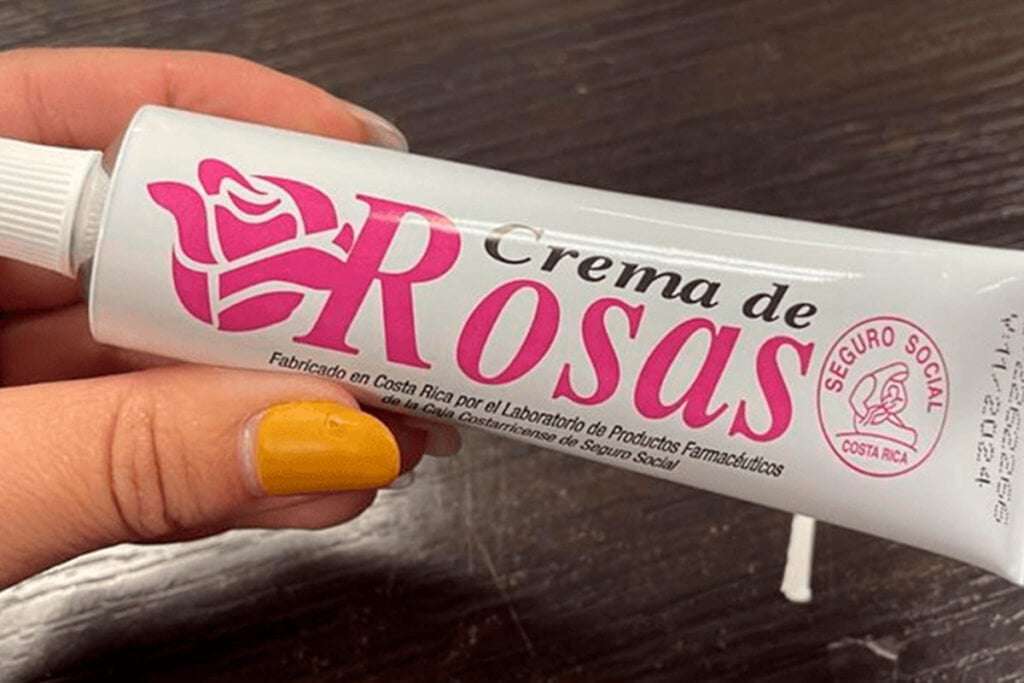 Crema de
Rosas
Fabricado en Costa Rica por el Laboratorio de Productos Farmacéuticos
de la Caja Costarricense de Seguro Social
SEGURO SOCIAL
COSTA RICA
2024